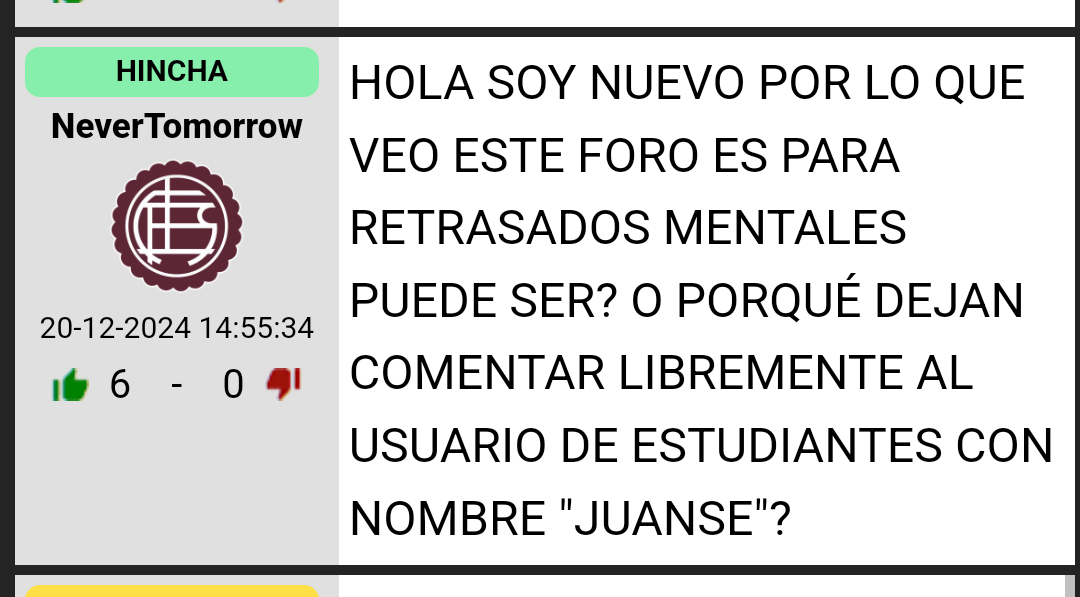 HINCHA
NeverTomorrow
20-12-2024 14:55:34
6 - 0
HOLA SOY NUEVO POR LO QUE
VEO ESTE FORO ES PARA
RETRASADOS MENTALES
PUEDE SER? O PORQUÉ DEJAN
COMENTAR LIBREMENTE AL
USUARIO DE ESTUDIANTES CON
NOMBRE "JUANSE"?